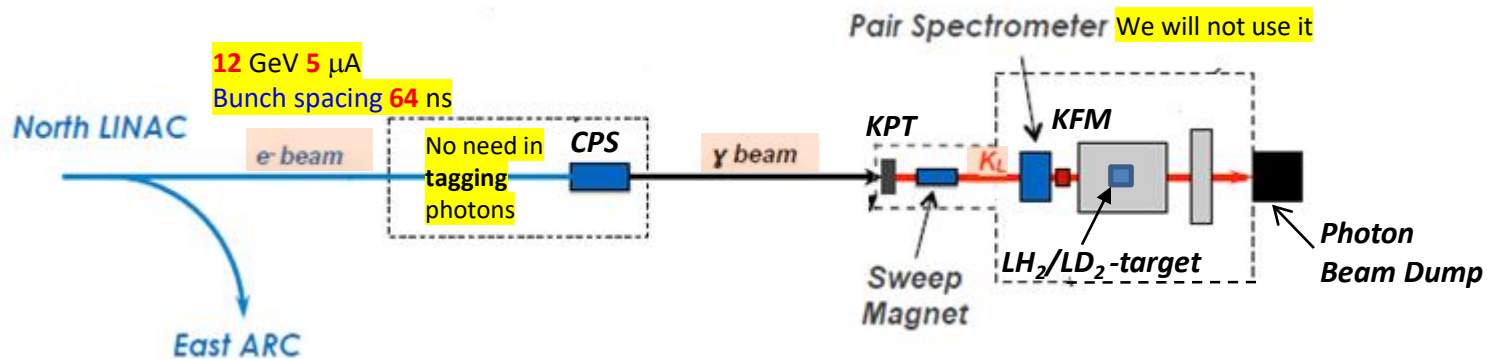 Pair Spectrometer We will not use it
12 GeV 5 μA
Bunch spacing 64 ns
North LINAC
e⁻ beam
No need in
tagging
photons
CPS
γ beam
KPT
K_L
KFM
LH₂/LD₂-target
Sweep
Magnet
Photon
Beam Dump
East ARC